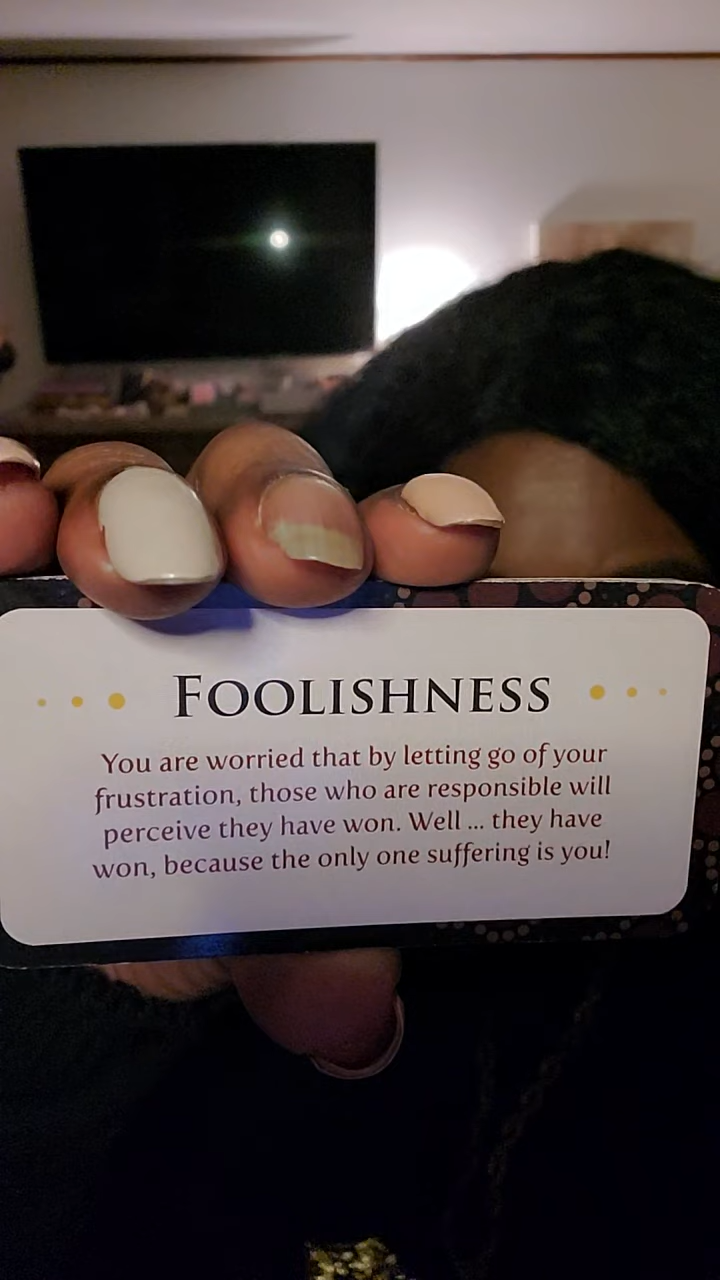 FOOLISHNESS
You are worried that by letting go of your
frustration, those who are responsible will
perceive they have won. Well ... they have
won, because the only one suffering is you!